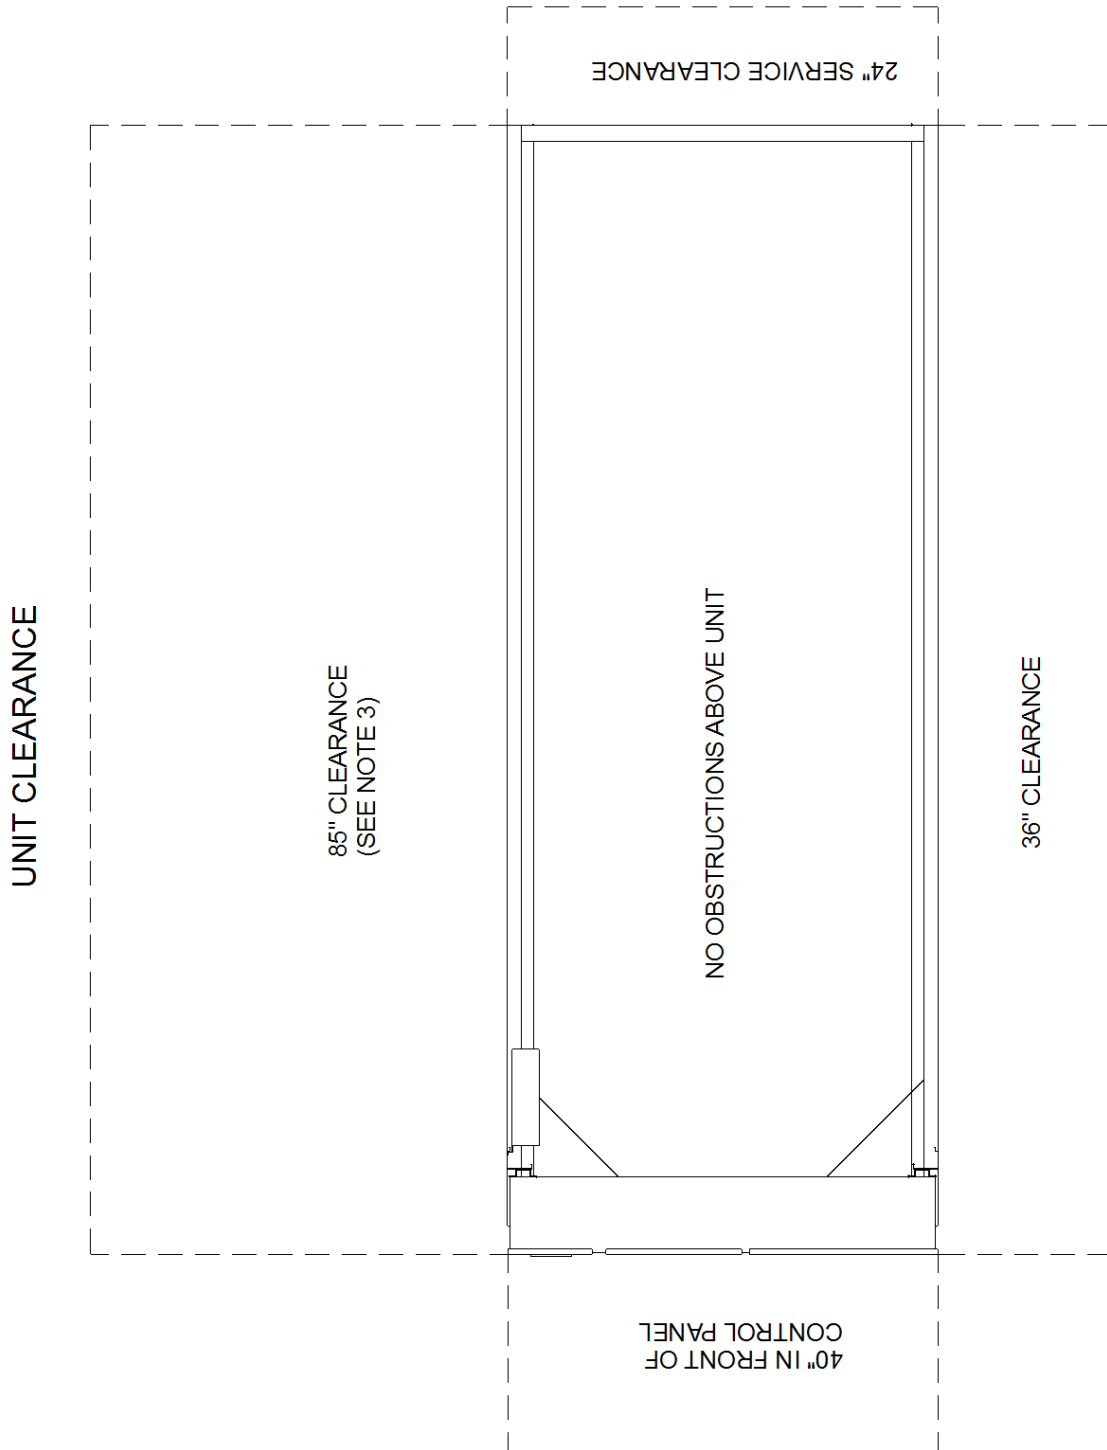 UNIT CLEARANCE
24" SERVICE CLEARANCE
85" CLEARANCE
(SEE NOTE 3)
NO OBSTRUCTIONS ABOVE UNIT
36" CLEARANCE
40" IN FRONT OF
CONTROL PANEL